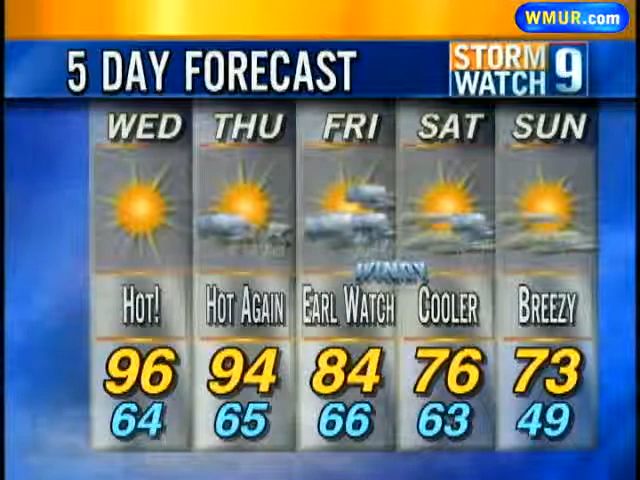 WMUR.com
5 DAY FORECAST
STORM WATCH 9
WED THU FRI SAT SUN
WINDY
HOT! HOT AGAIN EARL WATCH COOLER BREEZY
96 94 84 76 73
64 65 66 63 49